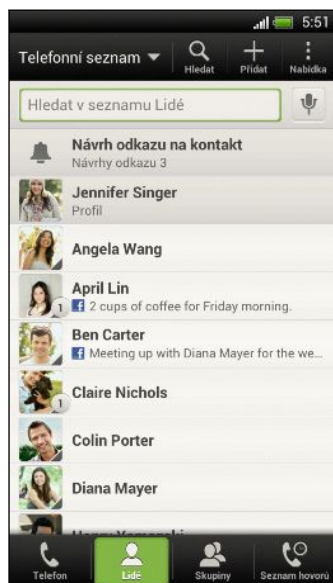 5:51
Telefonní seznam
Hledat
Přidat
Nabídka
Hledat v seznamu Lidé
Návrh odkazu na kontakt
Návrhy odkazu 3
Jennifer Singer
Profil
Angela Wang
April Lin
1
2 cups of coffee for Friday morning.
Ben Carter
Meeting up with Diana Mayer for the we...
Claire Nichols
1
Colin Porter
Diana Mayer
Telefon
Lidé
Skupiny
Seznam hovorů